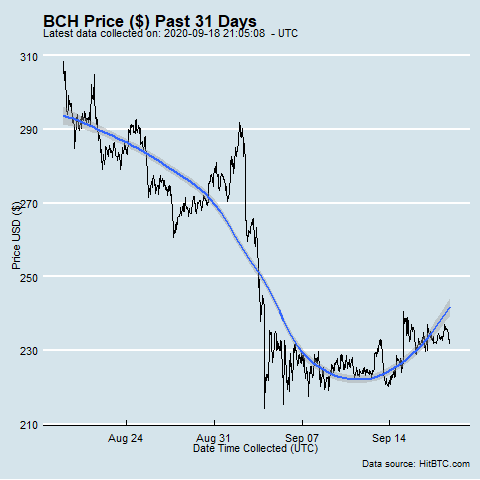 BCH Price ($) Past 31 Days
Latest data collected on: 2020-09-18 21:05:08 - UTC
310
290
270
250
230
210
Price USD ($)
Aug 24 Aug 31 Sep 07 Sep 14
Date Time Collected (UTC)
Data source: HitBTC.com